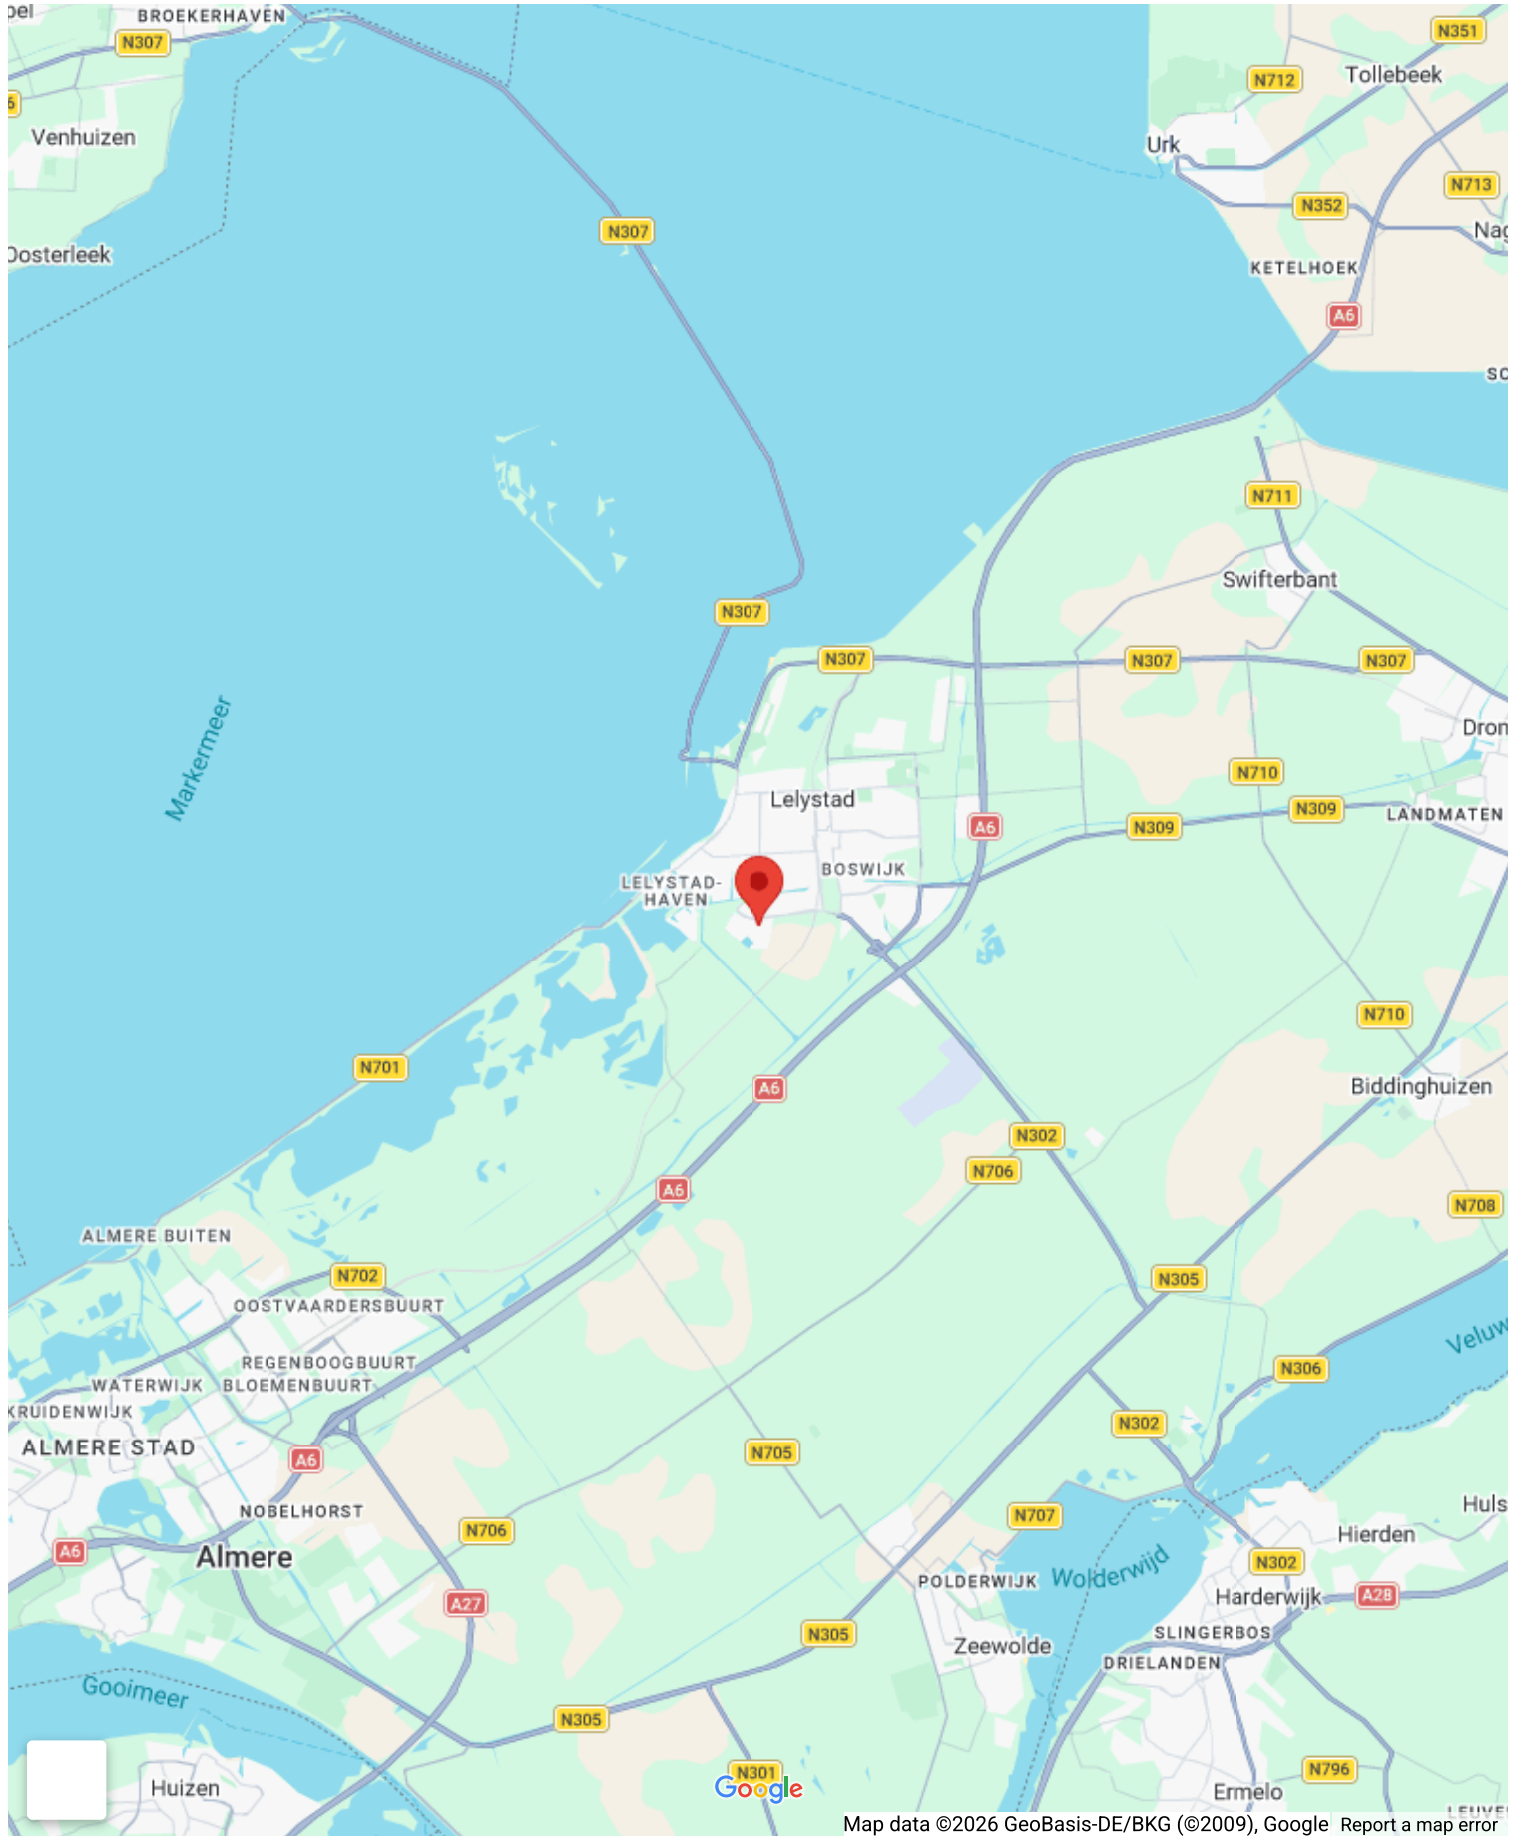 BROEKERHAVEN
N307
N351
Tollebeek
N712
Venhuizen
Urk
N713
N352
N307
Oosterleek
KETELHOEK
A6
N711
Swifterbant
N307
N307
N307
N307
Markermeer
N710
Lelystad
N309
LANDMATEN
A6
N309
BOSWIJK
LELYSTAD-
HAVEN
N710
N701
A6
Biddinghuizen
N302
N706
A6
N708
ALMERE BUITEN
N702
N305
OOSTVAARDERSBUURT
REGENBOOGBUURT
N306
WATERWIJK
BLOEMENBUURT
KRUIDENWIJK
N302
ALMERE STAD
A6
N705
NOBELHORST
N707
N706
Hierden
A6
Almere
N302
Wolderwijd
POLDERWIJK
Harderwijk
A28
A27
N305
SLINGERBOS
Zeewolde
DRIELANDEN
Gooimeer
N305
N301
N796
Huizen
Google
Ermelo
Map data ©2026 GeoBasis-DE/BKG (©2009), Google
Report a map error